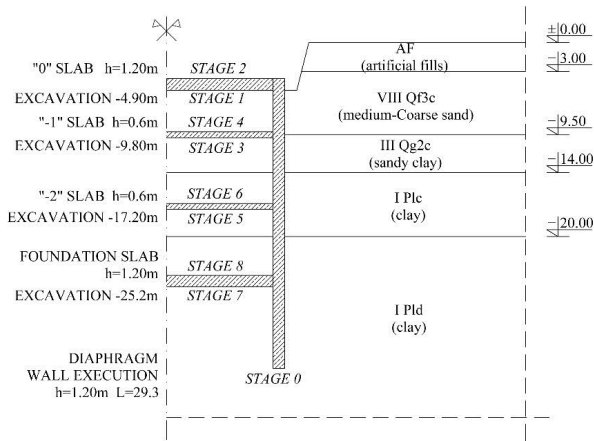 ±0.00
AF
(artificial fills)
−3.00
"0" SLAB h=1.20m
STAGE 2
EXCAVATION -4.90m
STAGE 1
VIII Qf3c
(medium-Coarse sand)
"-1" SLAB h=0.6m
STAGE 4
−9.50
EXCAVATION -9.80m
STAGE 3
III Qg2c
(sandy clay)
−14.00
"-2" SLAB h=0.6m
STAGE 6
I Plc
(clay)
EXCAVATION -17.20m
STAGE 5
−20.00
FOUNDATION SLAB
h=1.20m
STAGE 8
EXCAVATION -25.2m
STAGE 7
I Pld
(clay)
DIAPHRAGM
WALL EXECUTION
h=1.20m L=29.3
STAGE 0